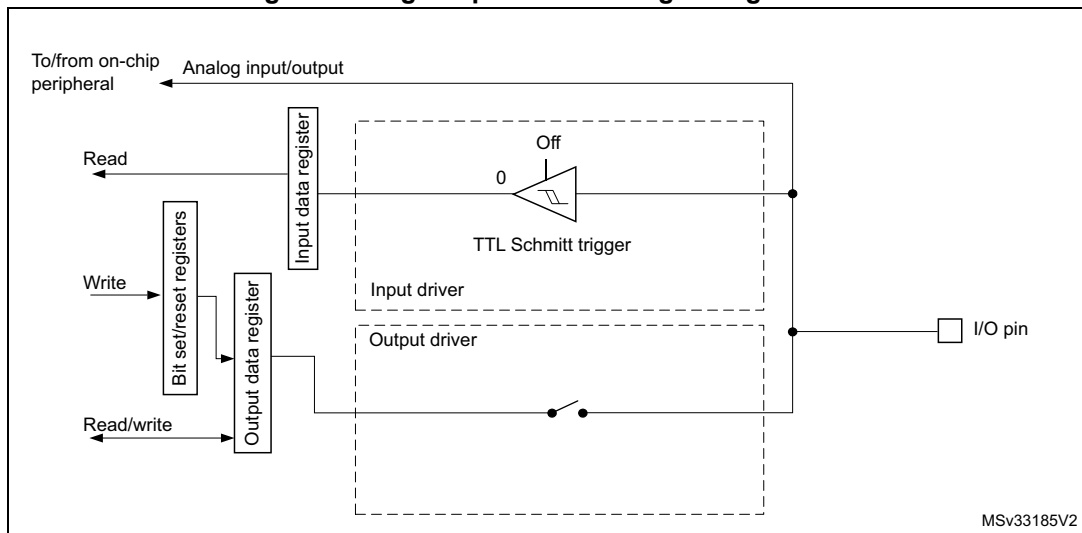 To/from on-chip
peripheral
Analog input/output
Read
Input data register
Off
0
TTL Schmitt trigger
Input driver
Write
Bit set/reset registers
Output data register
Read/write
Output driver
I/O pin
MSv33185V2